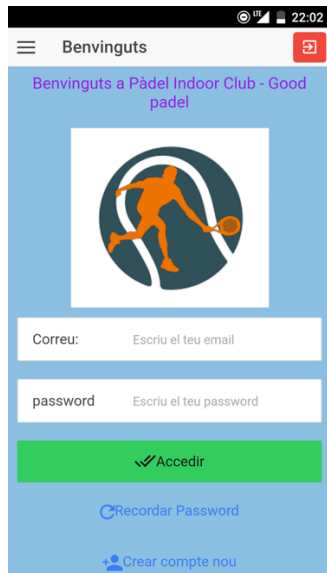 LTE 22:02
Benvinguts
Benvinguts a Pàdel Indoor Club - Good
padel
Correu: Escriu el teu email
password Escriu el teu password
Accedir
Recordar Password
Crear compte nou